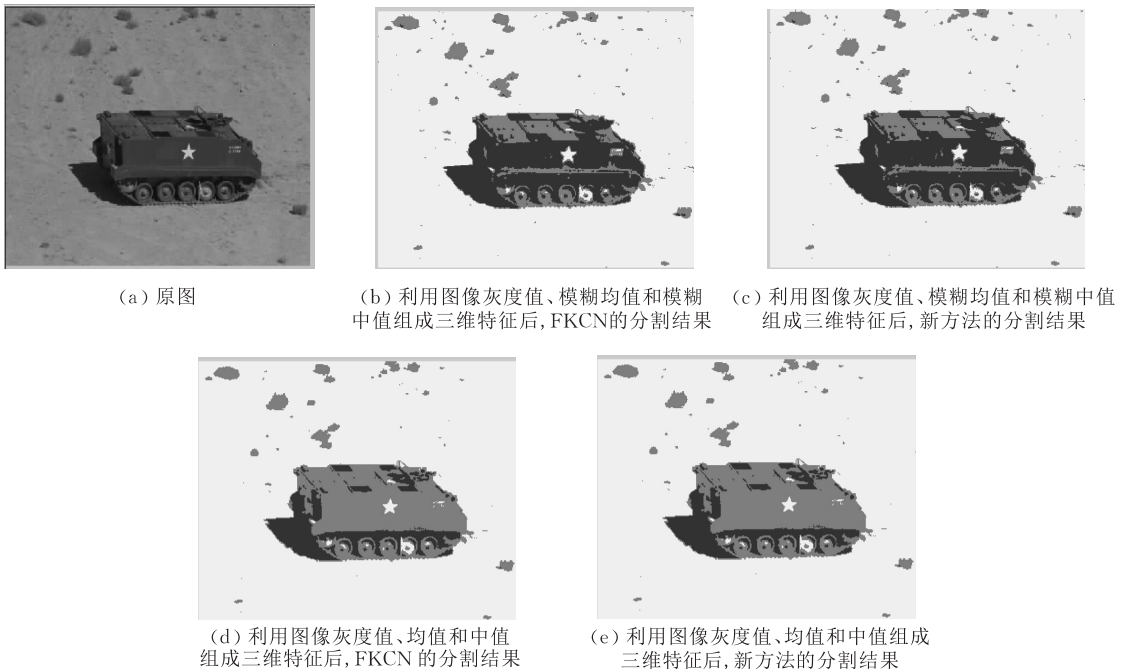 (a) 原图
(b) 利用图像灰度值、模糊均值和模糊
中值组成三维特征后, FKCN的分割结果
(c) 利用图像灰度值、模糊均值和模糊中值
组成三维特征后, 新方法的分割结果
(d) 利用图像灰度值、均值和中值
组成三维特征后, FKCN 的分割结果
(e) 利用图像灰度值、均值和中值组成
三维特征后, 新方法的分割结果